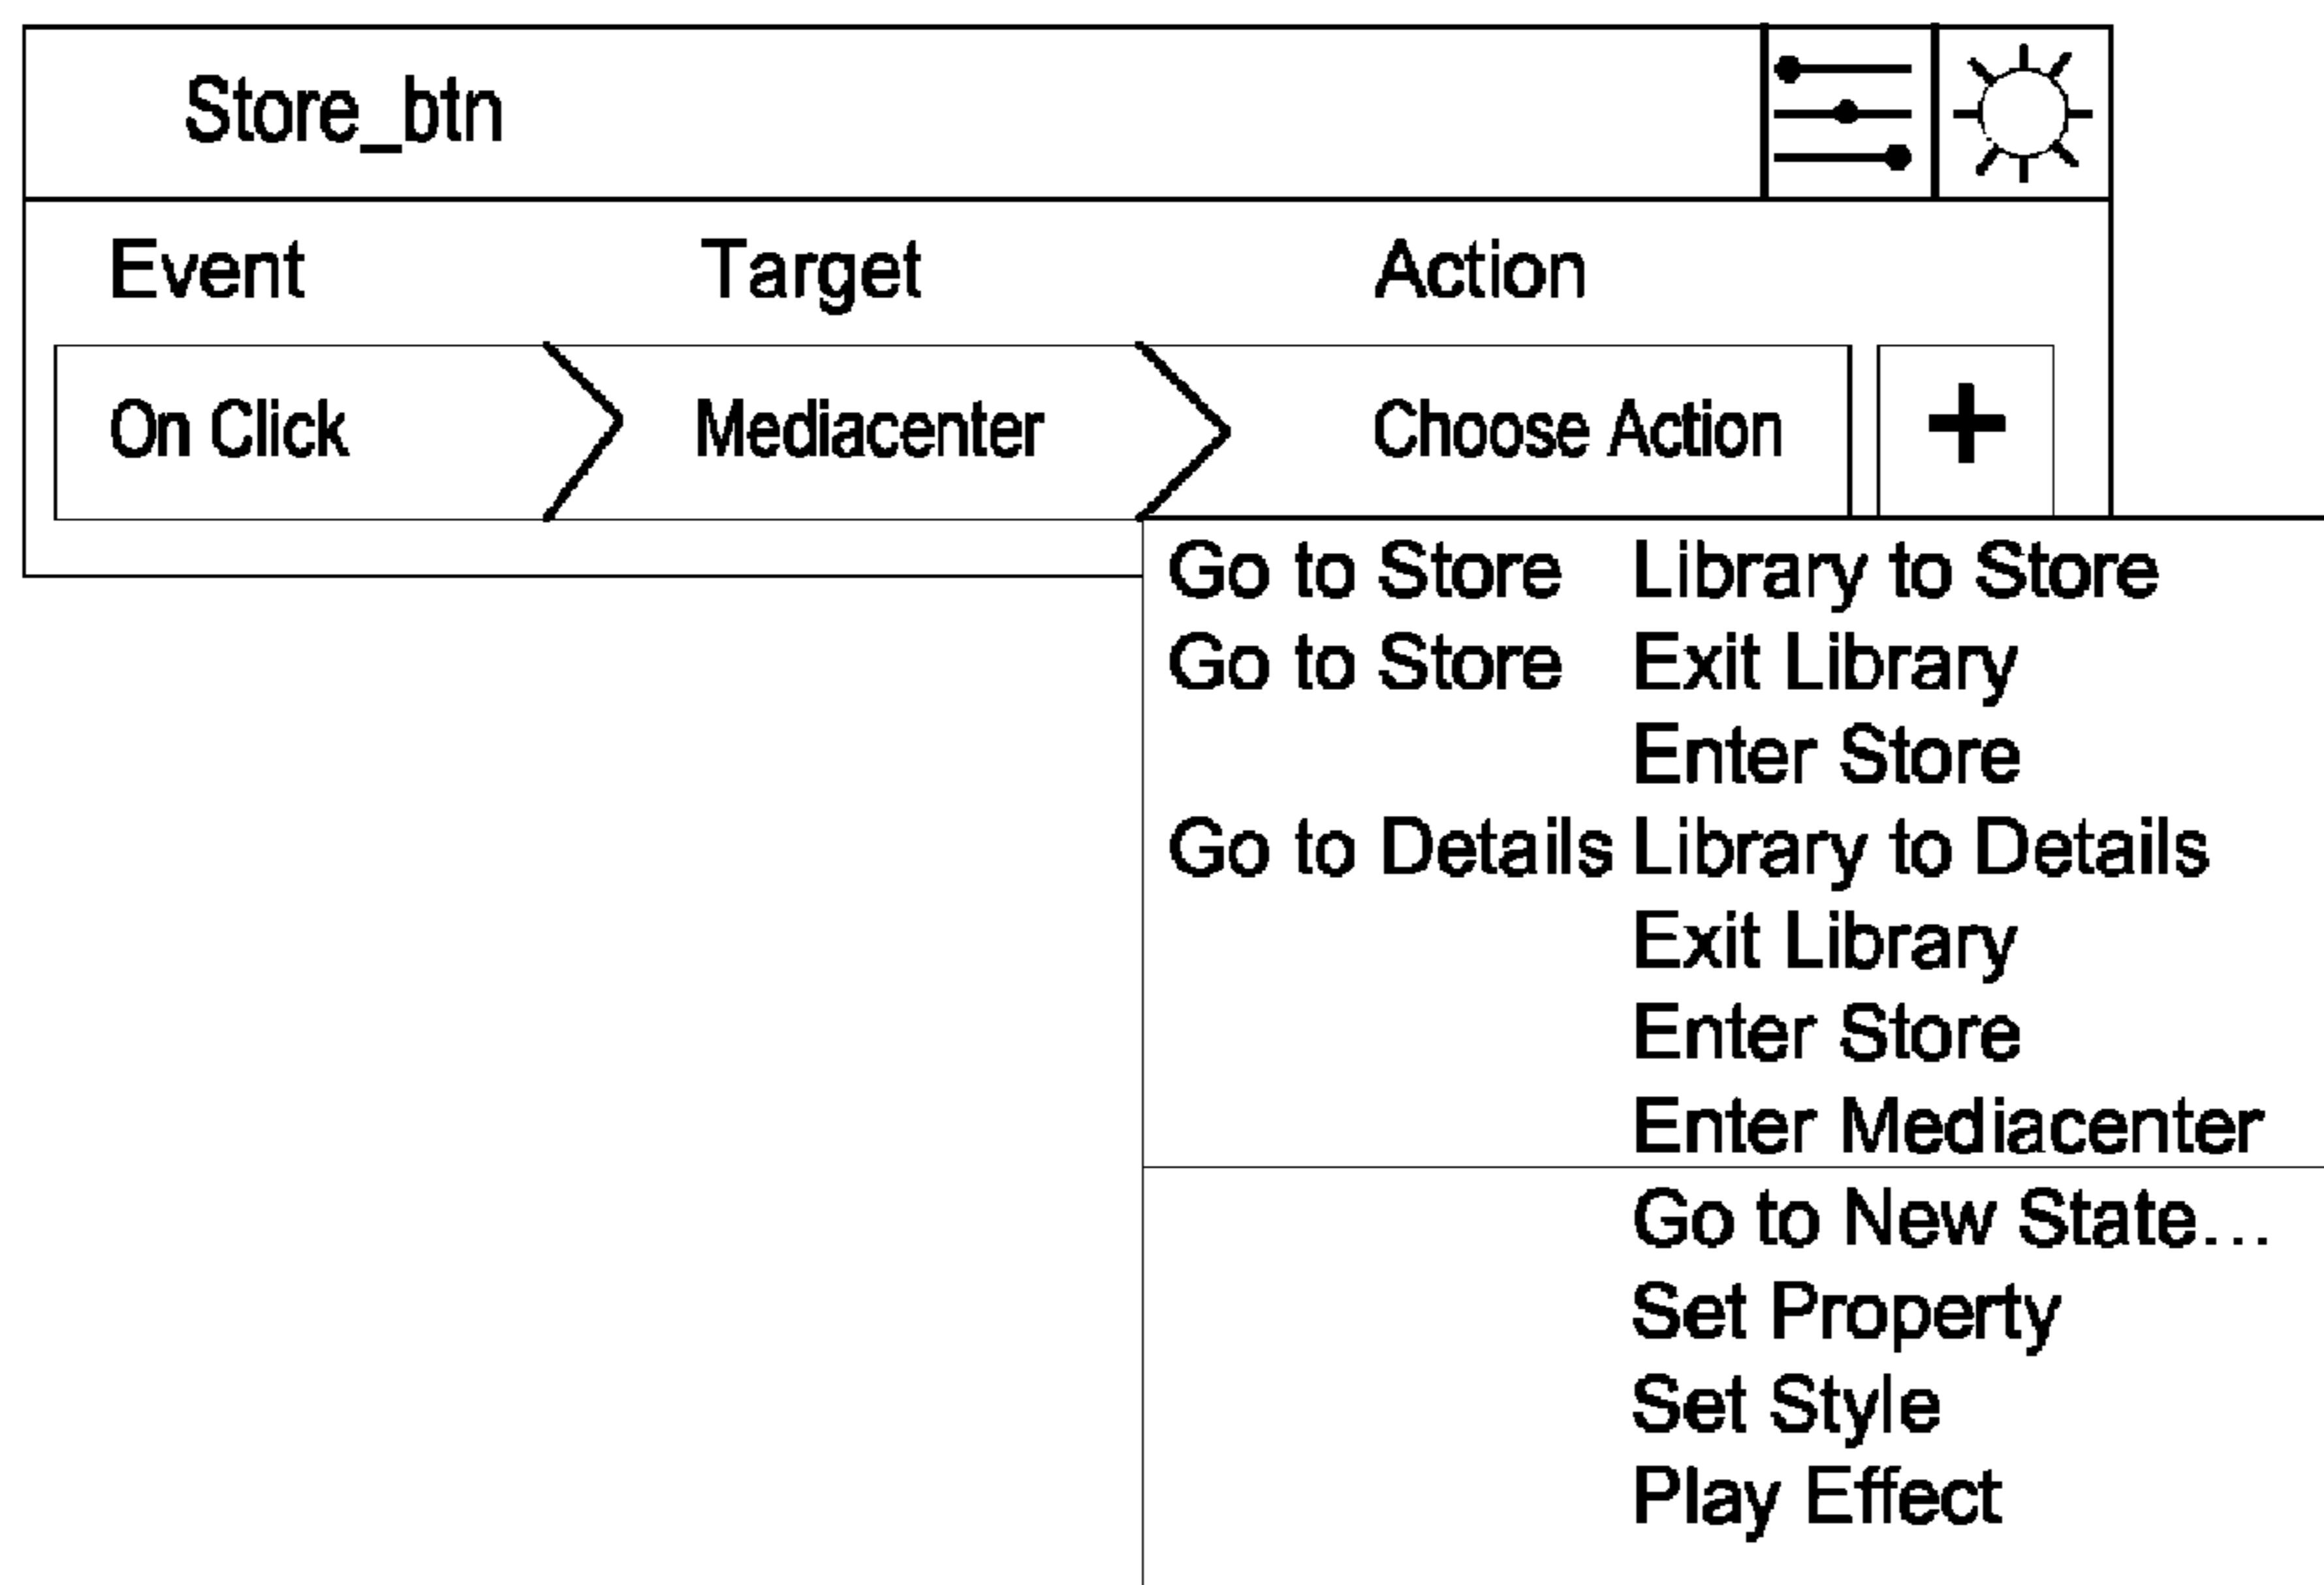 Store_btn
Event Target Action
On Click Mediacenter Choose Action +
Go to Store Library to Store
Go to Store Exit Library
Enter Store
Go to Details Library to Details
Exit Library
Enter Store
Enter Mediacenter
Go to New State...
Set Property
Set Style
Play Effect